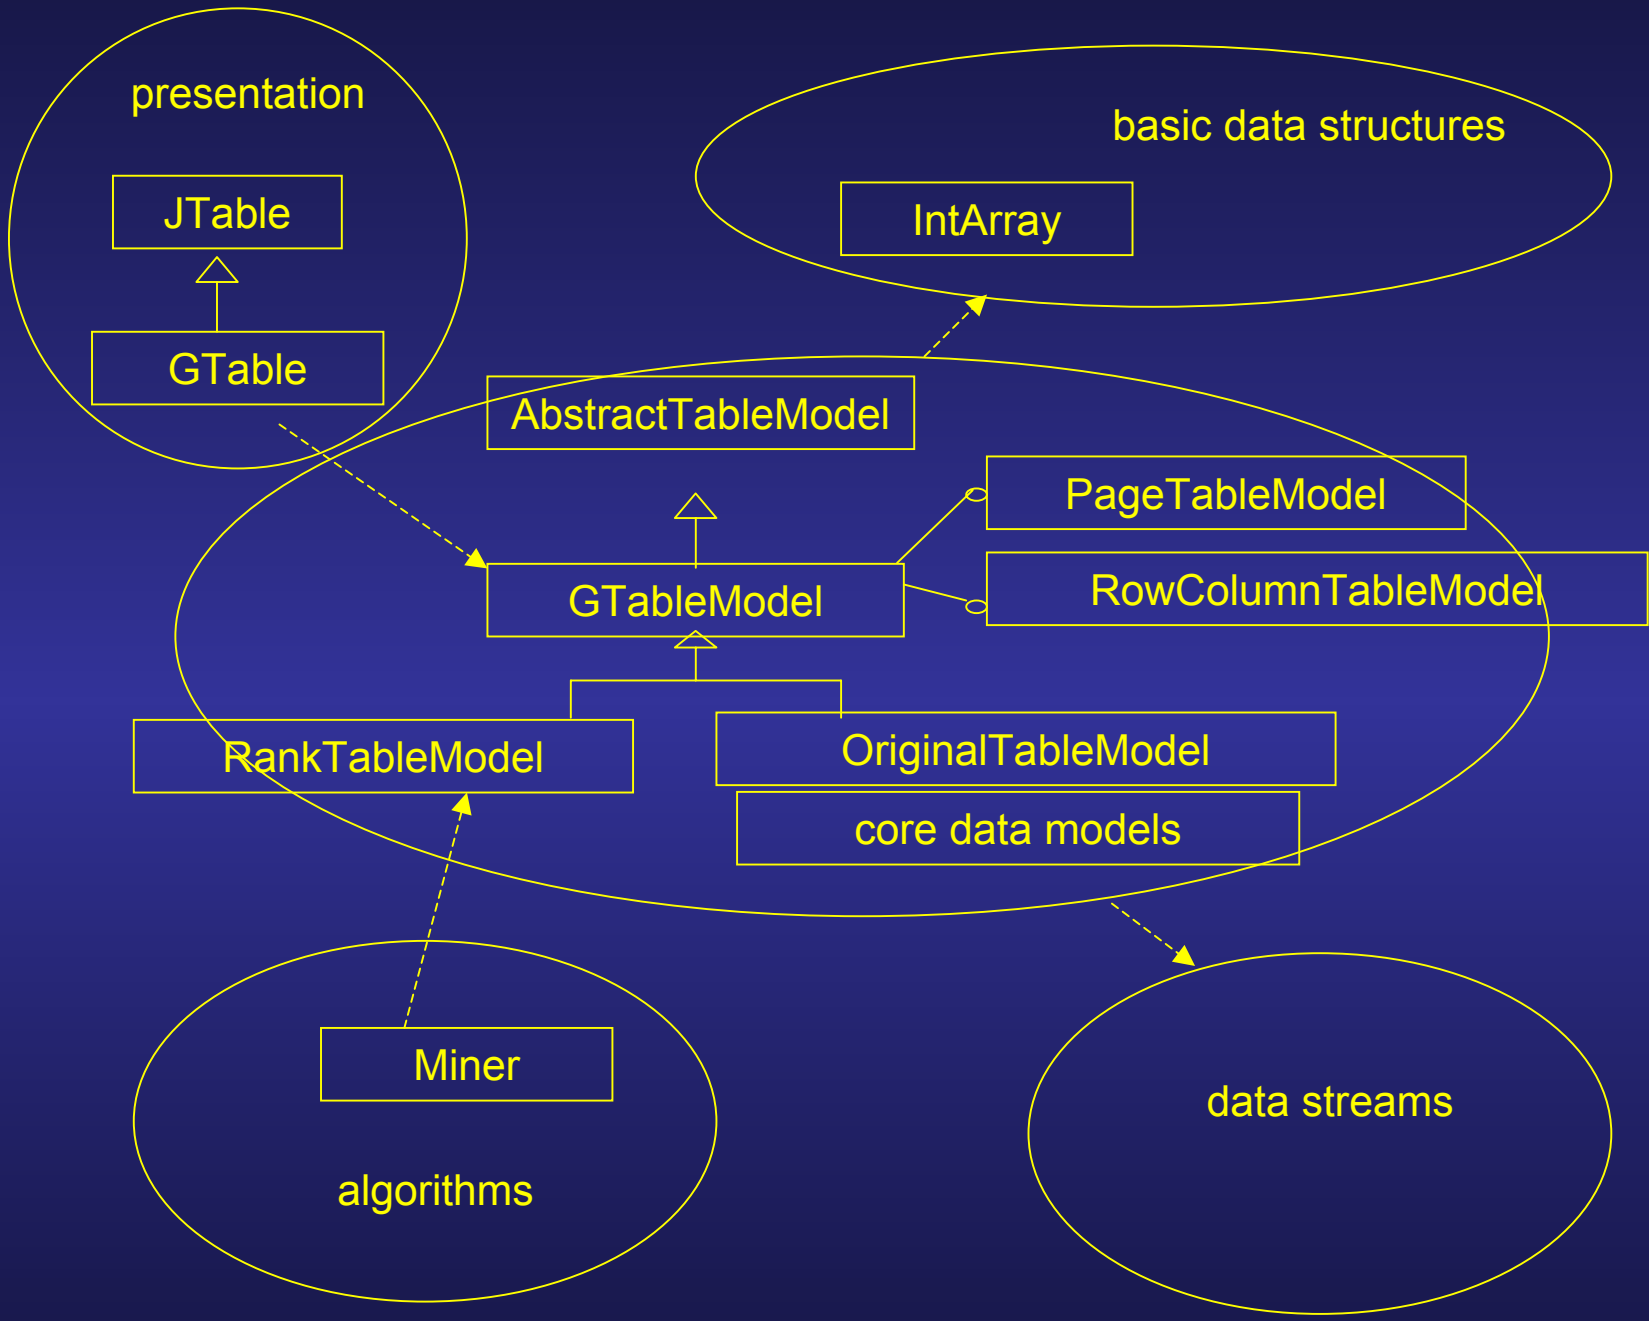 presentation
basic data structures
JTable
IntArray
GTable
AbstractTableModel
PageTableModel
RowColumnTableModel
GTableModel
RankTableModel
OriginalTableModel
core data models
Miner
data streams
algorithms